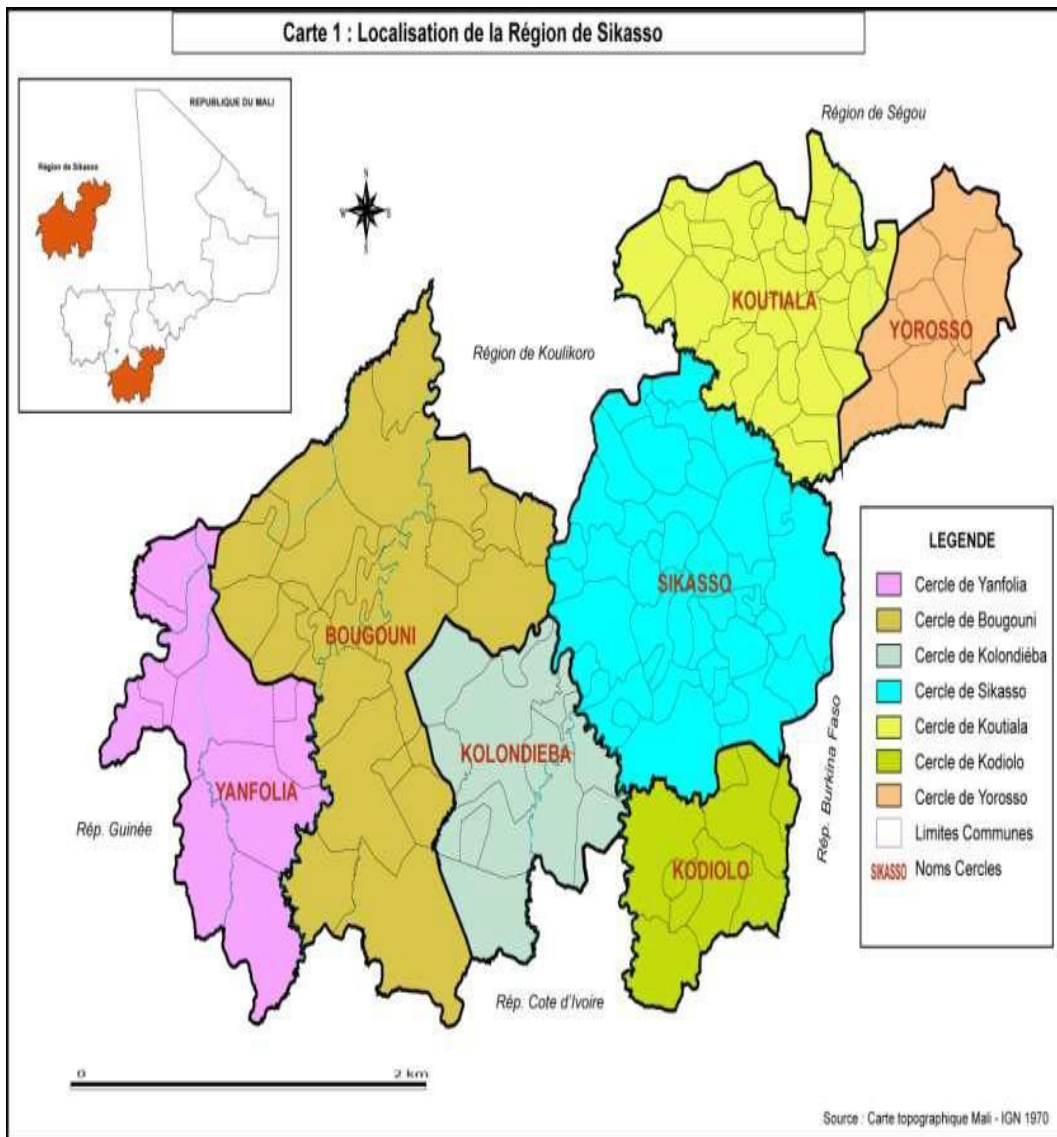 Carte 1 : Localisation de la Région de Sikasso
REPUBLIQUE DU MALI
Région de Sikasso
Région de Ségou
N
W
S
KOUTIALA
YOROSSO
Région de Koulikoro
SIKASSO
BOUGOUNI
KOLONDIEBA
YANFOLIA
Rép. Guinée
KODIOLO
Rép. Burkina Faso
Rép. Cote d'Ivoire
LEGENDE
Cercle de Yanfolia
Cercle de Bougouni
Cercle de Kolondiéba
Cercle de Sikasso
Cercle de Koutiala
Cercle de Kodiolo
Cercle de Yorosso
Limites Communes
SIKASSO Noms Cercles
0 2 km
Source : Carte topographique Mali - IGN 1970